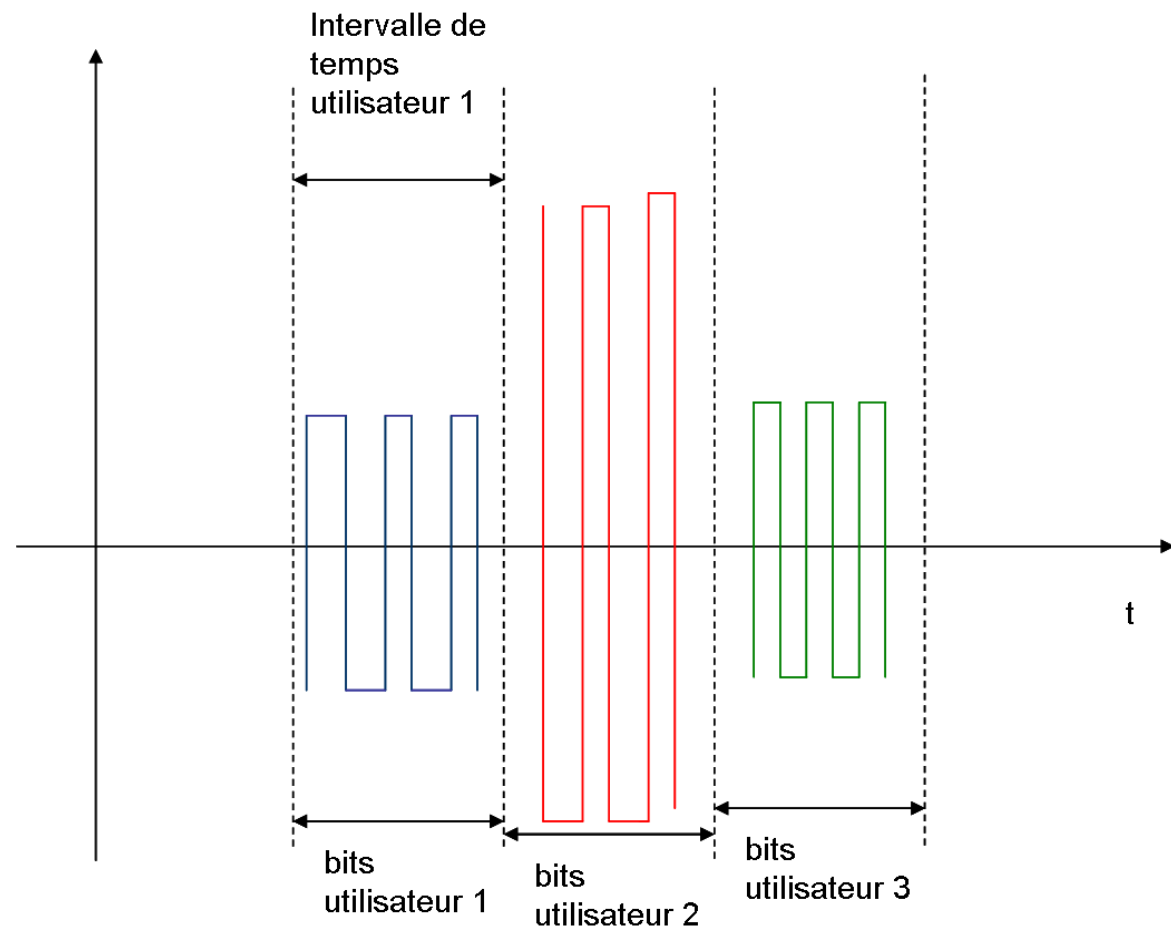 Intervalle de
temps
utilisateur 1
t
bits
utilisateur 1
bits
utilisateur 2
bits
utilisateur 3